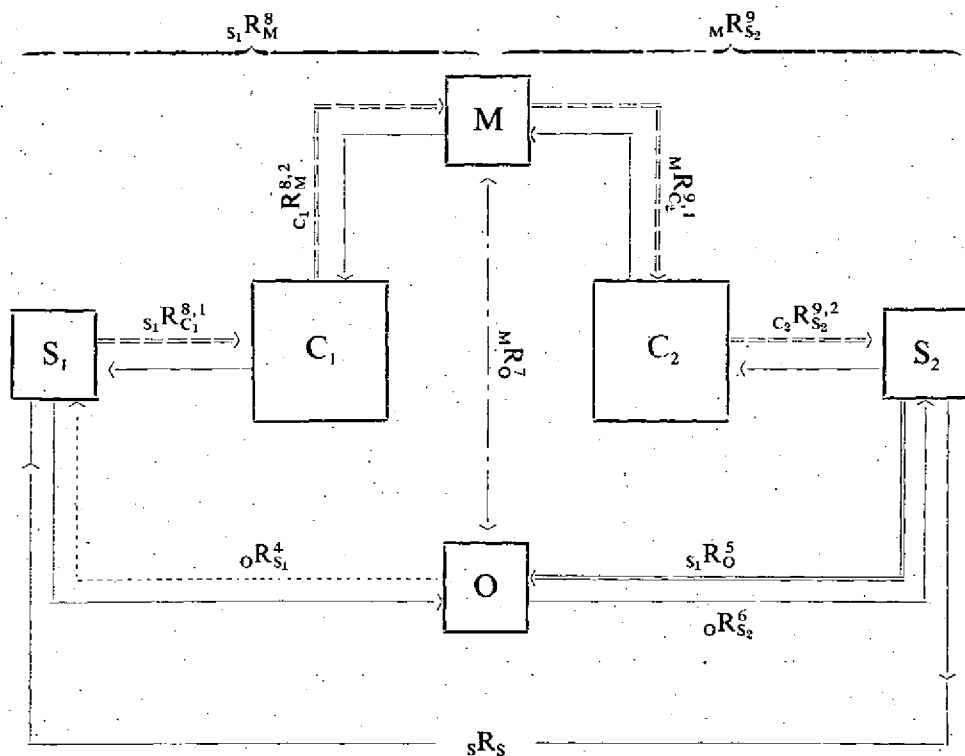 S₁R⁸M MR⁹S₂
M
C₁R⁸,²M MR⁹,¹C₂
S₁R⁸,¹C₁ C₂R⁹,²S₂
S₁ C₁ C₂ S₂
MR⁷O
OR⁴S₁ S₁R⁵O
O
OR⁶S₂
SRS